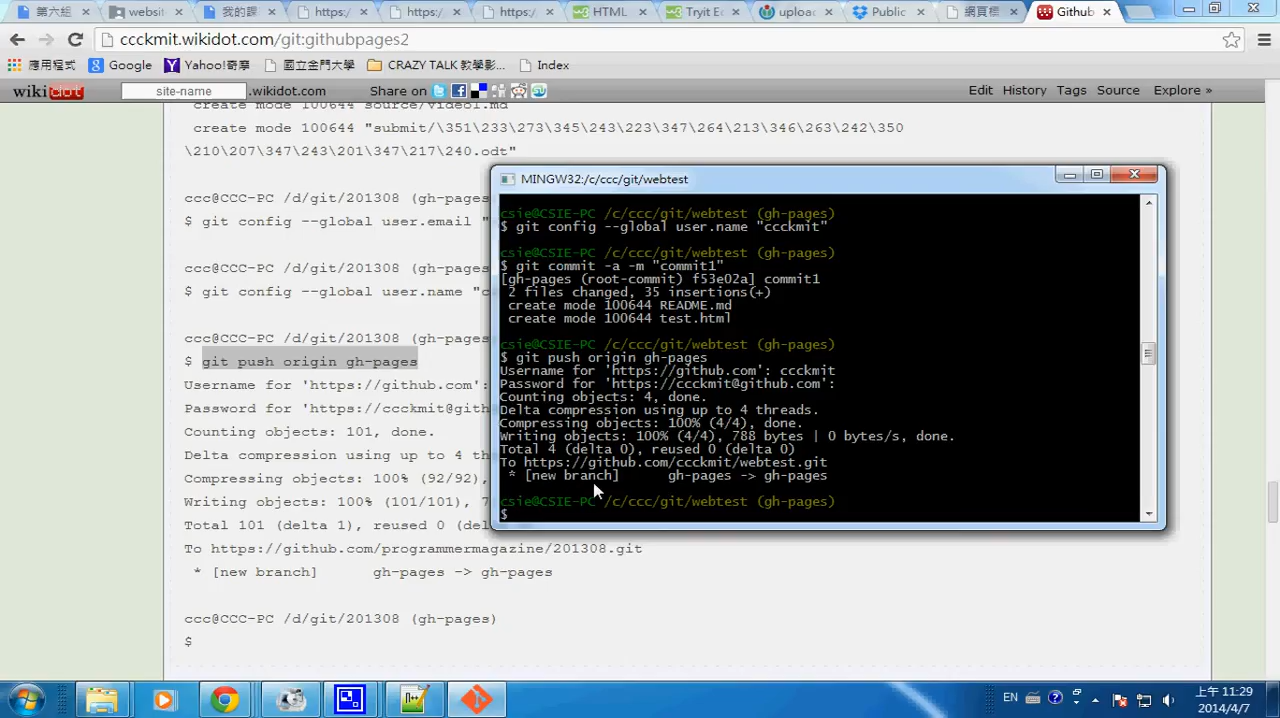 第六組
websit
我的課
https:/
https:/
https:/
HTML
Tryit Ec
uploa
Public
網頁標
Github
ccckmit.wikidot.com/git:githubpages2
應用程式
Google
Yahoo!奇摩
國立金門大學
CRAZY TALK 教學影...
Index
wikidot
site-name
.wikidot.com
Share on
Edit
History
Tags
Source
Explore »
create mode 100644 source/video1.md
create mode 100644 "submit/\351\233\273\345\243\223\347\264\213\346\263\242\350
\210\207\347\243\201\347\217\240.odt"
ccc@CCC-PC /d/git/201308 (gh-pages)
$ git config --global user.email "
ccc@CCC-PC /d/git/201308 (gh-pages)
$ git config --global user.name "c
ccc@CCC-PC /d/git/201308 (gh-pages)
$ git push origin gh-pages
Username for 'https://github.com':
Password for 'https://ccckmit@gith
Counting objects: 101, done.
Delta compression using up to 4 th
Compressing objects: 100% (92/92),
Writing objects: 100% (101/101), 7
Total 101 (delta 1), reused 0 (del
To https://github.com/programmermagazine/201308.git
* [new branch] gh-pages -> gh-pages
ccc@CCC-PC /d/git/201308 (gh-pages)
$
MINGW32:/c/ccc/git/webtest
csie@CSIE-PC /c/ccc/git/webtest (gh-pages)
$ git config --global user.name "ccckmit"
csie@CSIE-PC /c/ccc/git/webtest (gh-pages)
$ git commit -a -m "commit1"
[gh-pages (root-commit) f53e02a] commit1
2 files changed, 35 insertions(+)
create mode 100644 README.md
create mode 100644 test.html
csie@CSIE-PC /c/ccc/git/webtest (gh-pages)
$ git push origin gh-pages
Username for 'https://github.com': ccckmit
Password for 'https://ccckmit@github.com':
Counting objects: 4, done.
Delta compression using up to 4 threads.
Compressing objects: 100% (4/4), done.
Writing objects: 100% (4/4), 788 bytes | 0 bytes/s, done.
Total 4 (delta 0), reused 0 (delta 0)
To https://github.com/ccckmit/webtest.git
* [new branch] gh-pages -> gh-pages
csie@CSIE-PC /c/ccc/git/webtest (gh-pages)
$
EN
上午 11:29
2014/4/7